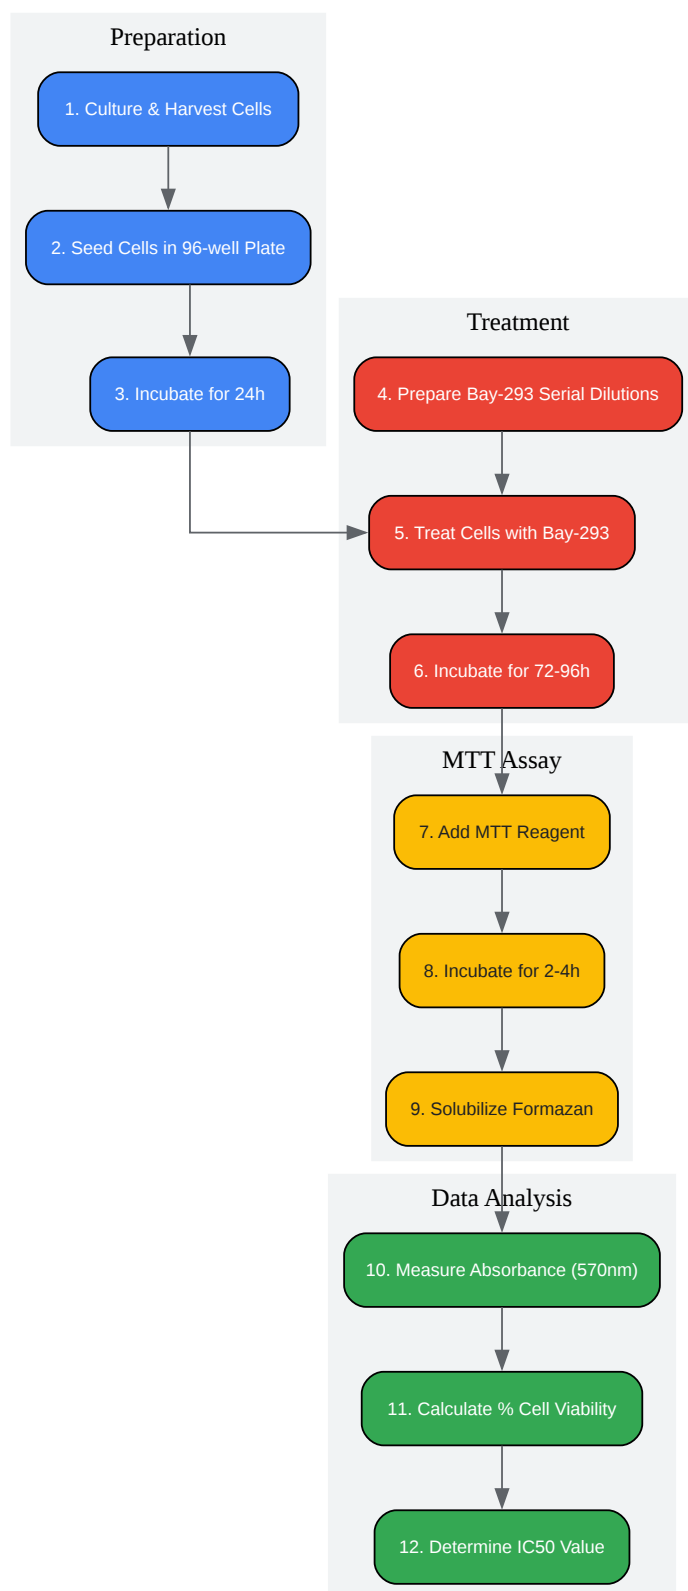 Preparation
1. Culture & Harvest Cells
2. Seed Cells in 96-well Plate
3. Incubate for 24h
Treatment
4. Prepare Bay-293 Serial Dilutions
5. Treat Cells with Bay-293
6. Incubate for 72-96h
MTT Assay
7. Add MTT Reagent
8. Incubate for 2-4h
9. Solubilize Formazan
Data Analysis
10. Measure Absorbance (570nm)
11. Calculate % Cell Viability
12. Determine IC50 Value